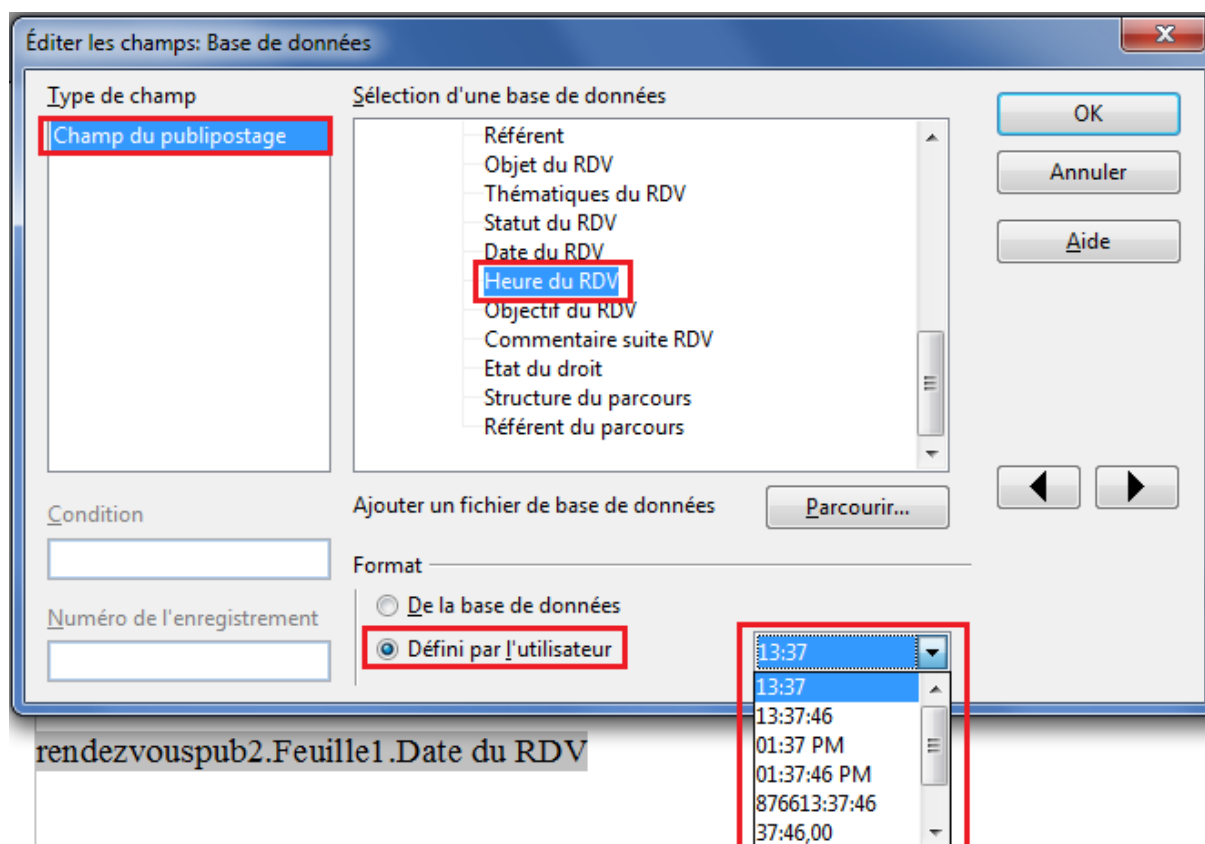 Éditer les champs: Base de données
x
Type de champ
Champ du publipostage
Sélection d'une base de données
Référent
Objet du RDV
Thématiques du RDV
Statut du RDV
Date du RDV
Heure du RDV
Objectif du RDV
Commentaire suite RDV
Etat du droit
Structure du parcours
Référent du parcours
OK
Annuler
Aide
Condition
Ajouter un fichier de base de données
Parcourir...
Numéro de l'enregistrement
Format
De la base de données
Défini par l'utilisateur
13:37
13:37
13:37:46
01:37 PM
01:37:46 PM
876613:37:46
37:46,00
rendezvouspub2.Feuille1.Date du RDV